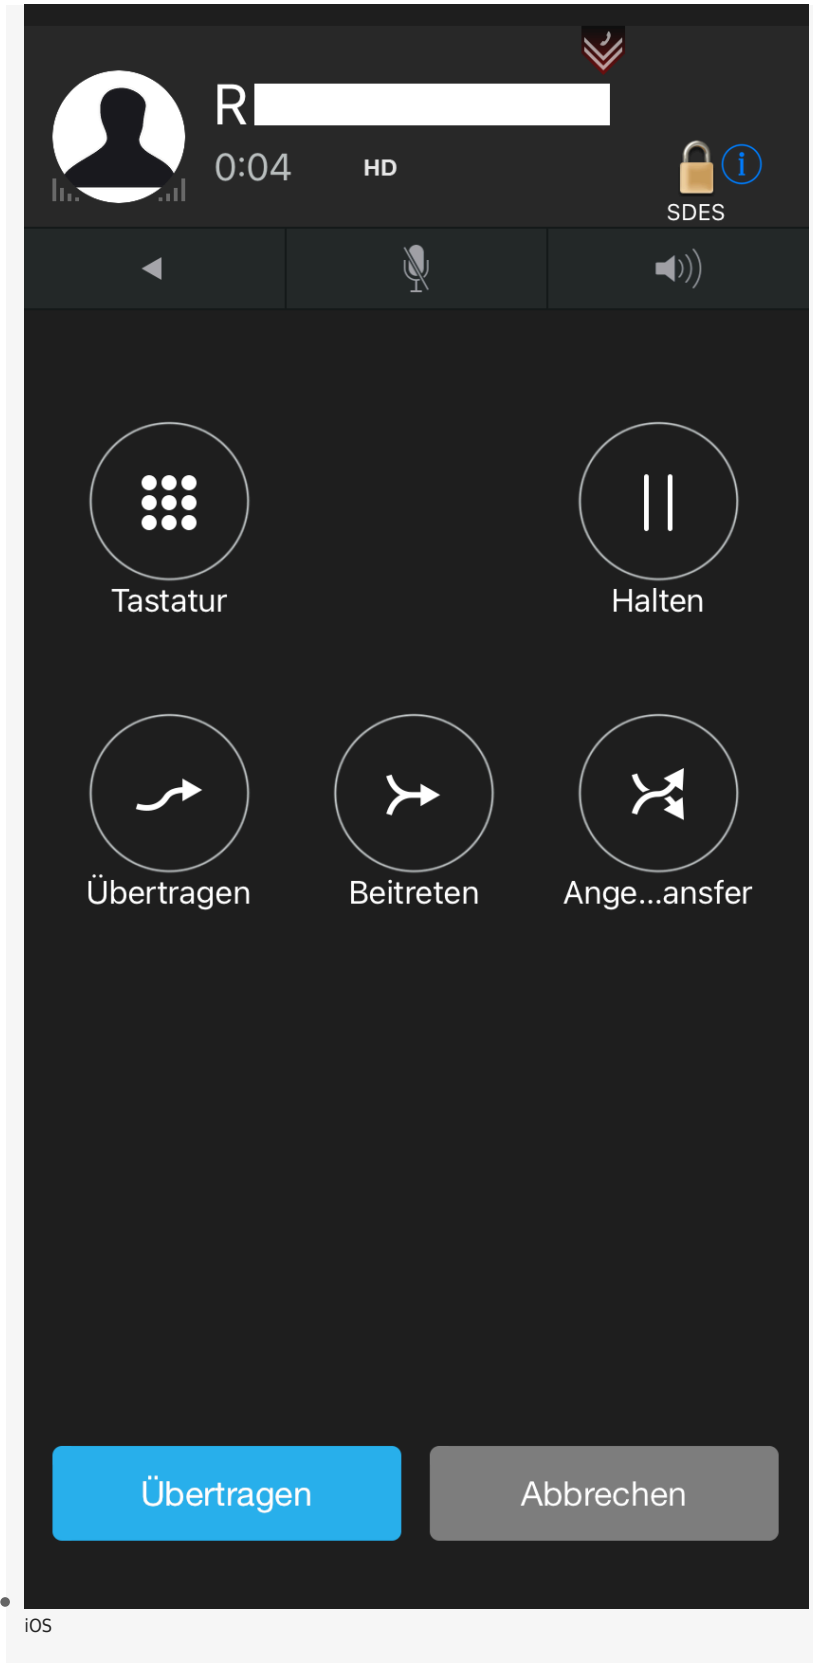 R
0:04 HD
SDES
Tastatur
Halten
Übertragen
Beitreten
Ange...ansfer
Übertragen
Abbrechen
iOS